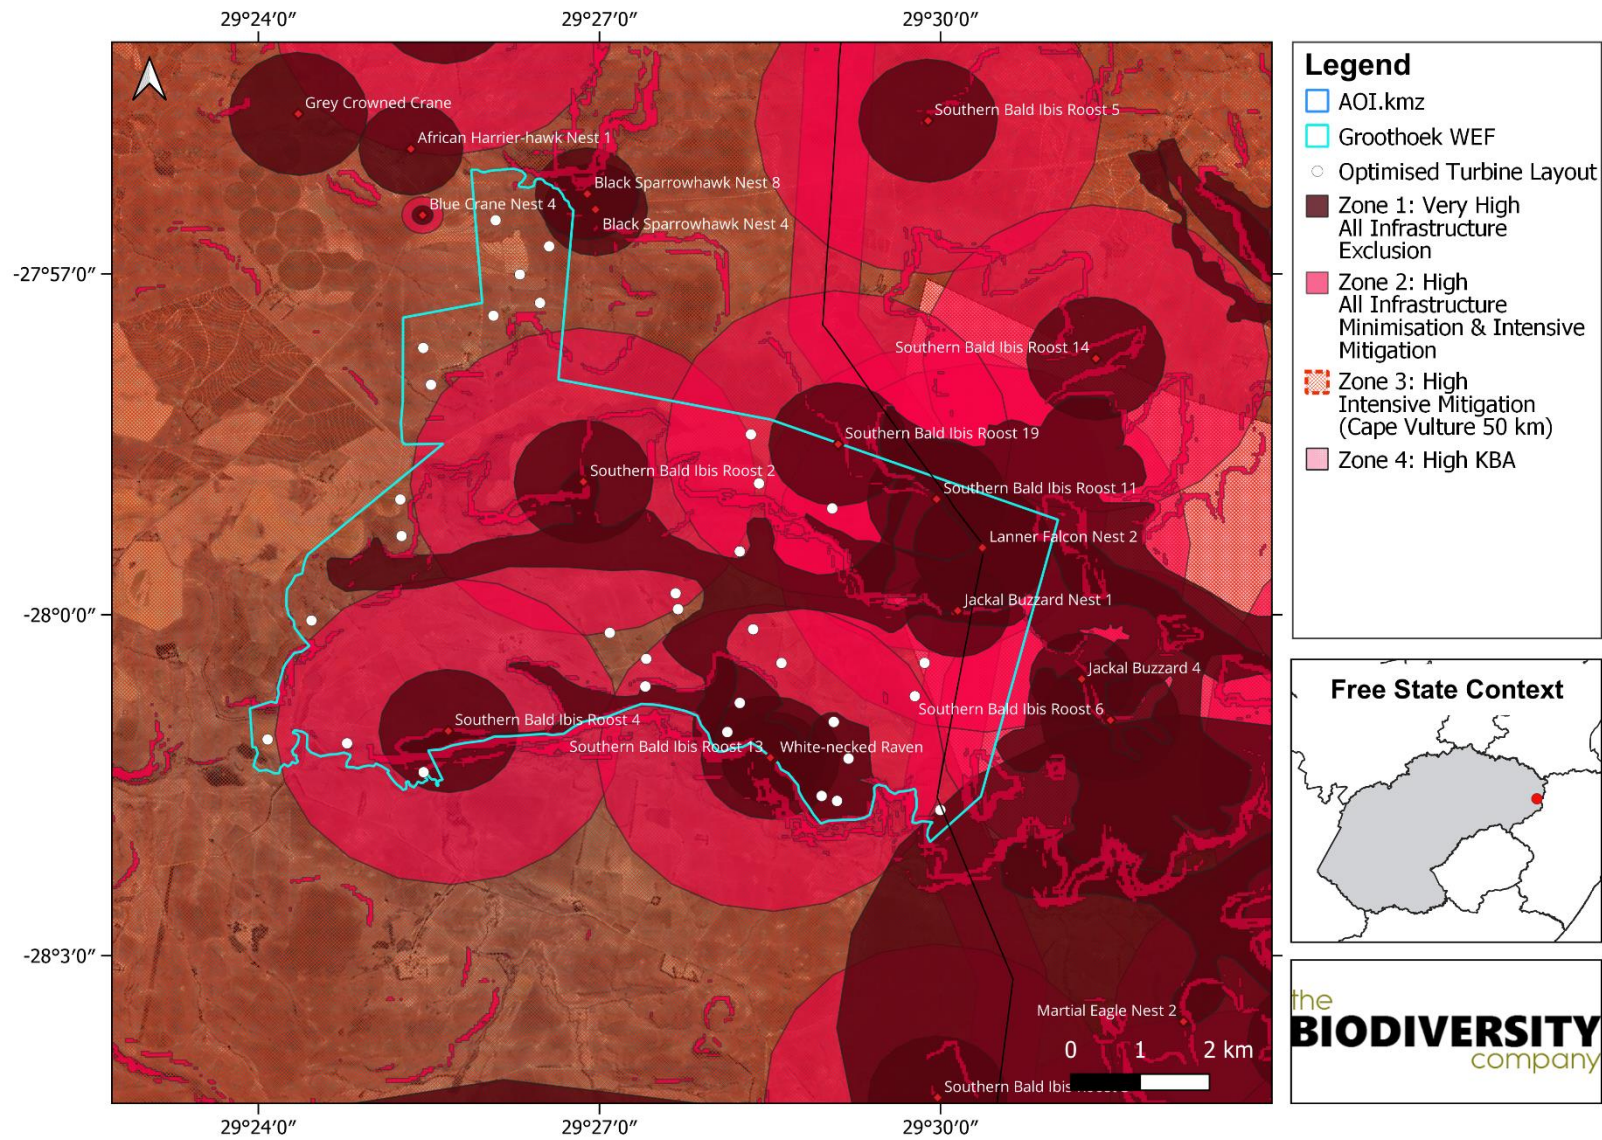 29°24′0″ 29°27′0″ 29°30′0″
Grey Crowned Crane
Southern Bald Ibis Roost 5
African Harrier-hawk Nest 1
Black Sparrowhawk Nest 8
Blue Crane Nest 4
Black Sparrowhawk Nest 4
-27°57′0″
Southern Bald Ibis Roost 14
Southern Bald Ibis Roost 19
Southern Bald Ibis Roost 2
Southern Bald Ibis Roost 11
Lanner Falcon Nest 2
Jackal Buzzard Nest 1
-28°0′0″
Jackal Buzzard 4
Southern Bald Ibis Roost 6
Southern Bald Ibis Roost 4
Southern Bald Ibis Roost 13
White-necked Raven
-28°3′0″
Martial Eagle Nest 2
0 1 2 km
Southern Bald Ibis
29°24′0″ 29°27′0″ 29°30′0″
Legend
AOI.kmz
Groothoek WEF
Optimised Turbine Layout
Zone 1: Very High
All Infrastructure
Exclusion
Zone 2: High
All Infrastructure
Minimisation & Intensive
Mitigation
Zone 3: High
Intensive Mitigation
(Cape Vulture 50 km)
Zone 4: High KBA
Free State Context
the
BIODIVERSITY
company